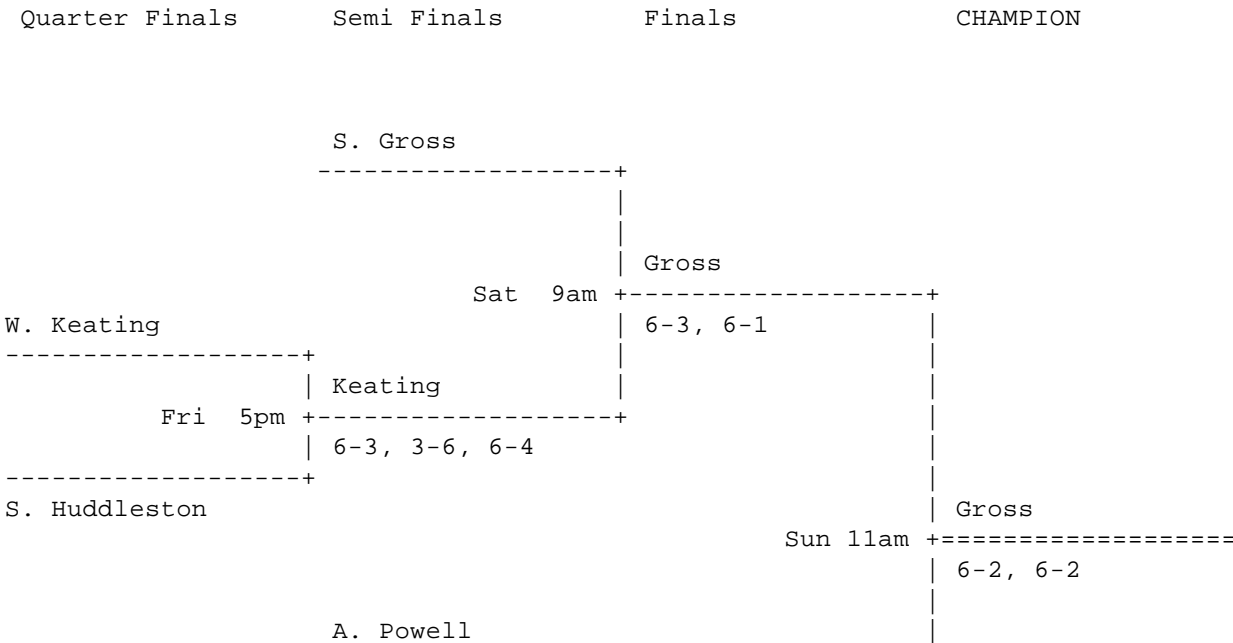 Quarter Finals Semi Finals Finals CHAMPION
S. Gross
Gross
Sat 9am
W. Keating 6-3, 6-1
Keating
Fri 5pm
6-3, 3-6, 6-4
S. Huddleston Gross
Sun 11am
6-2, 6-2
A. Powell